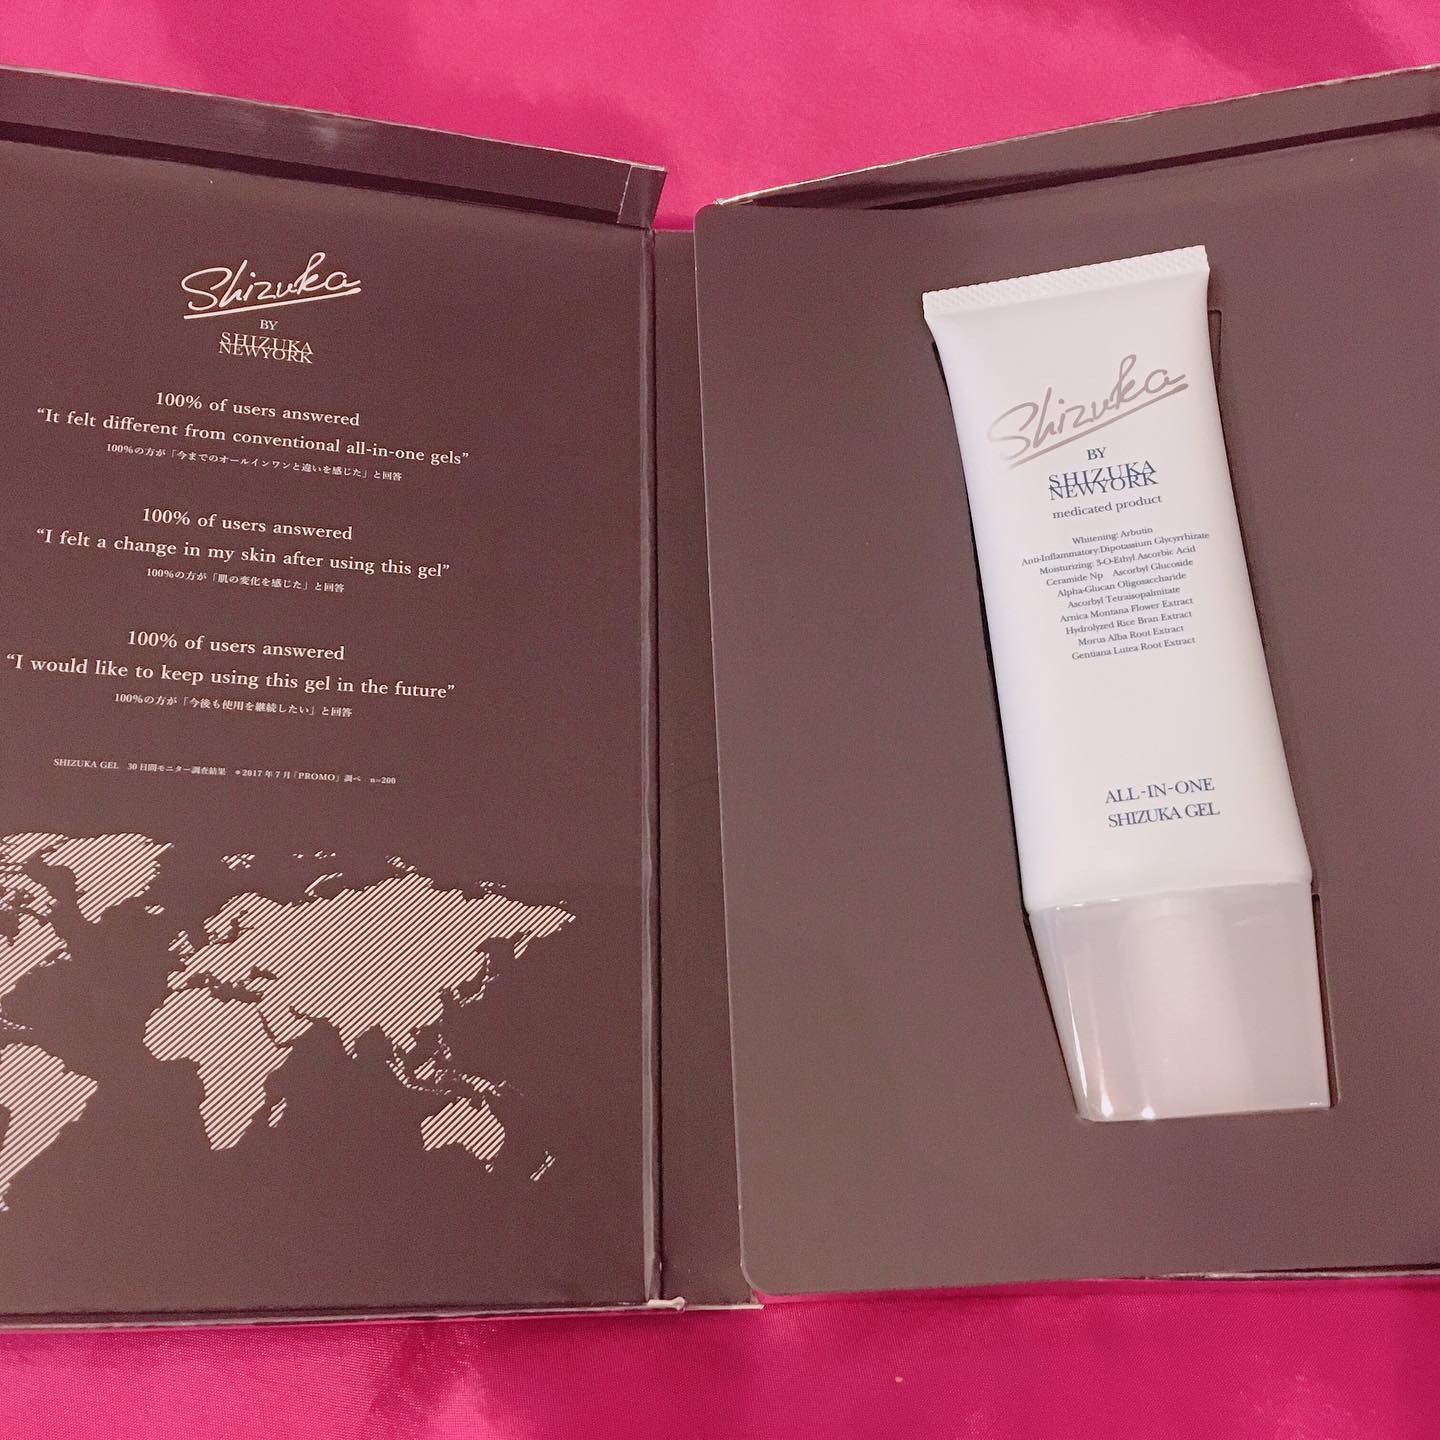 Shizuka
BY
SHIZUKA
NEWYORK
100% of users answered
“It felt different from conventional all-in-one gels”
100%の方が「今までのオールインワンと違いを感じた」と回答
100% of users answered
“I felt a change in my skin after using this gel”
100%の方が「肌の変化を感じた」と回答
100% of users answered
“I would like to keep using this gel in the future”
100%の方が「今後も使用を継続したい」と回答
SHIZUKA GEL 30日間モニター調査結果 *2017年7月「PROMO」調べ n=200
Shizuka
BY
SHIZUKA
NEWYORK
medicated product
Whitening: Arbutin
Anti-Inflammatory:Dipotassium Glycyrrhizate
Moisturizing: 3-O-Ethyl Ascorbic Acid
Ceramide Np Ascorbyl Glucoside
Alpha-Glucan Oligosaccharide
Ascorbyl Tetraisopalmitate
Arnica Montana Flower Extract
Hydrolyzed Rice Bran Extract
Morus Alba Root Extract
Gentiana Lutea Root Extract
ALL-IN-ONE
SHIZUKA GEL